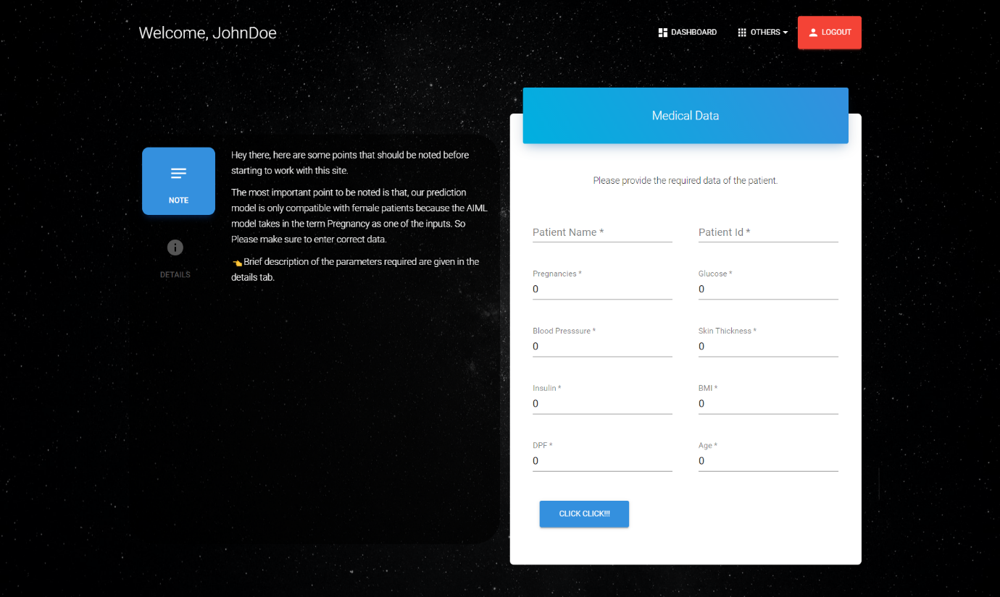 Welcome, JohnDoe
DASHBOARD
OTHERS
LOGOUT
NOTE
DETAILS
Hey there, here are some points that should be noted before
starting to work with this site.
The most important point to be noted is that, our prediction
model is only compatible with female patients because the AIML
model takes in the term Pregnancy as one of the inputs. So
Please make sure to enter correct data.
👈 Brief description of the parameters required are given in the
details tab.
Medical Data
Please provide the required data of the patient.
Patient Name *
Patient Id *
Pregnancies *
0
Glucose *
0
Blood Presssure *
0
Skin Thickness *
0
Insulin *
0
BMI *
0
DPF *
0
Age *
0
CLICK CLICK!!!